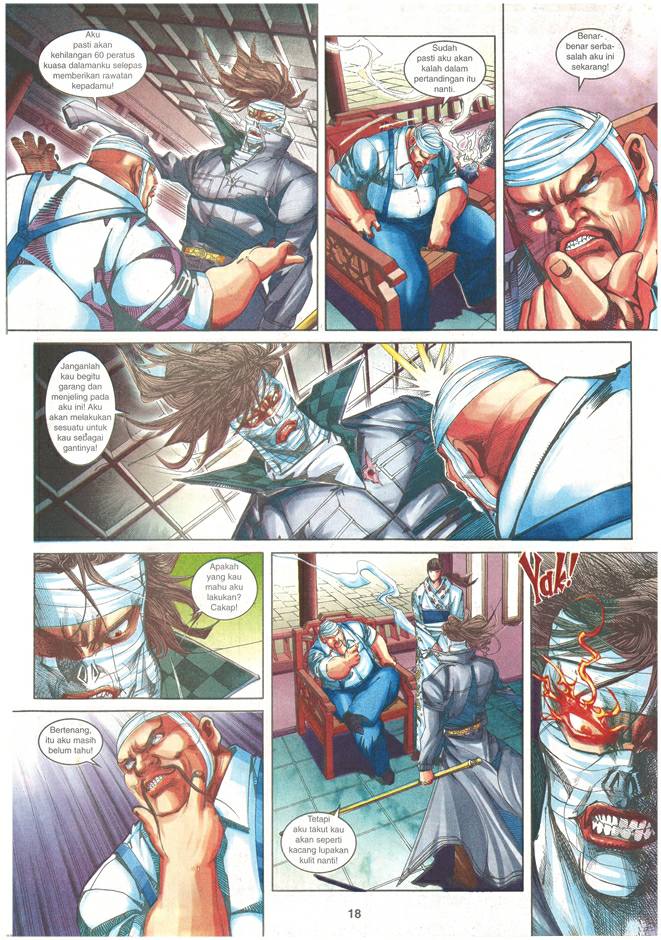 Aku
pasti akan
kehilangan 60 peratus
kuasa dalamanku selepas
memberikan rawatan
kepadamu!
Sudah
pasti aku akan
kalah dalam
pertandingan itu
nanti.
Benar-
benar serba-
salah aku ini
sekarang!
Janganlah
kau begitu
garang dan
menjeling pada
aku ini! Aku
akan melakukan
sesuatu untuk
kau sebagai
gantinya!
Apakah
yang kau
mahu aku
lakukan?
Cakap!
Yak!
Bertenang,
itu aku masih
belum tahu!
Tetapi
aku takut kau
akan seperti
kacang lupakan
kulit nanti!
18